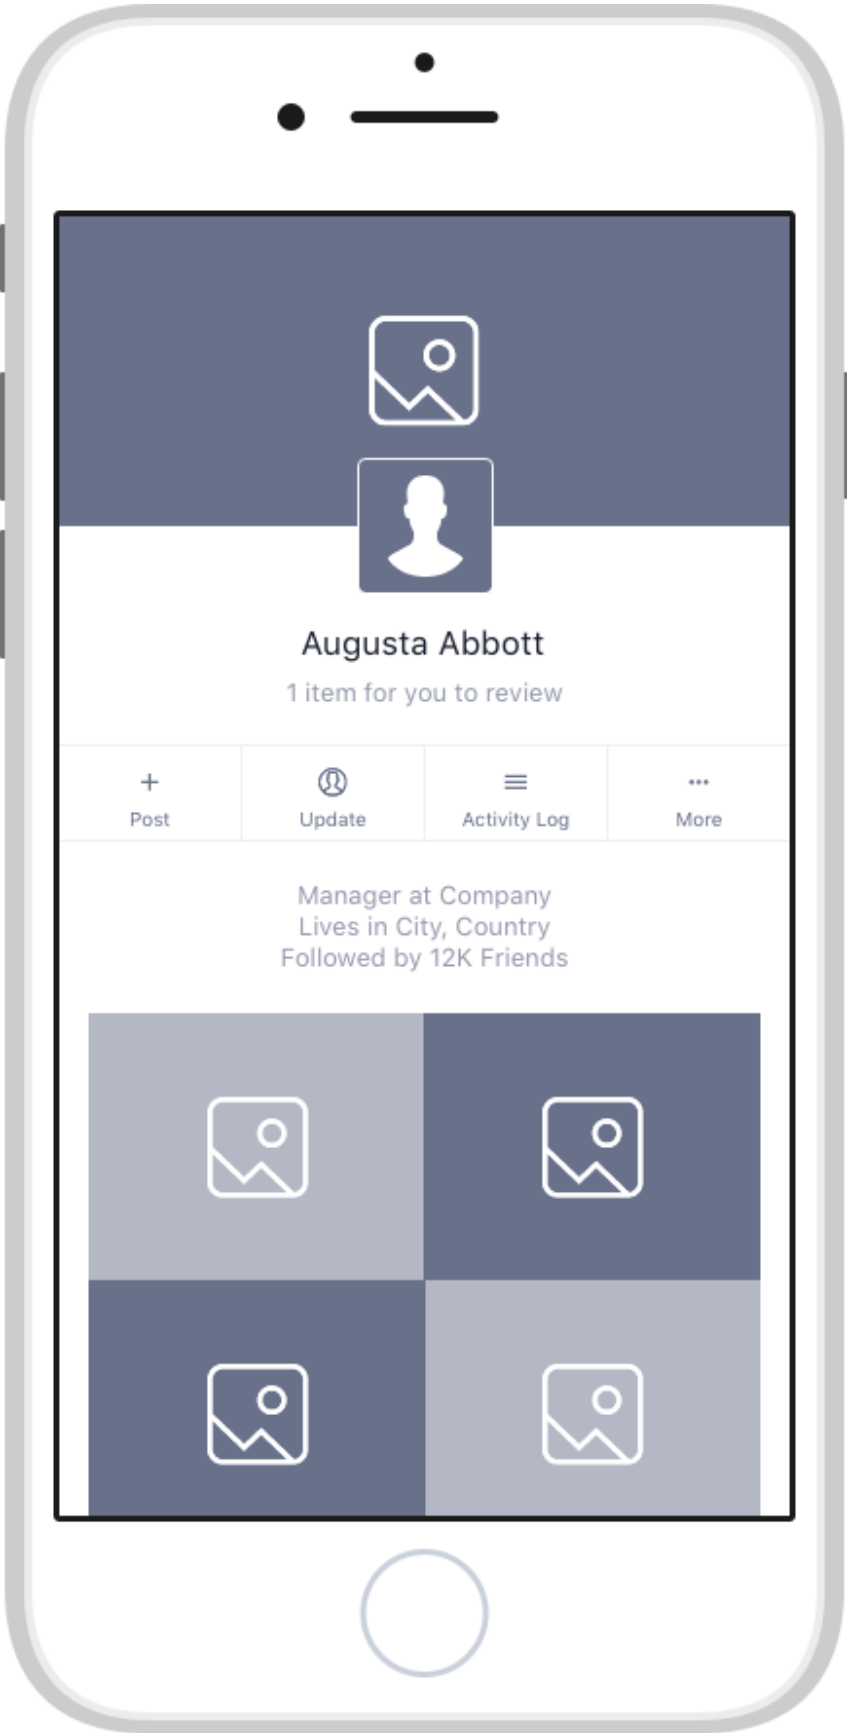 Augusta Abbott
1 item for you to review
Post
Update
Activity Log
More
Manager at Company
Lives in City, Country
Followed by 12K Friends